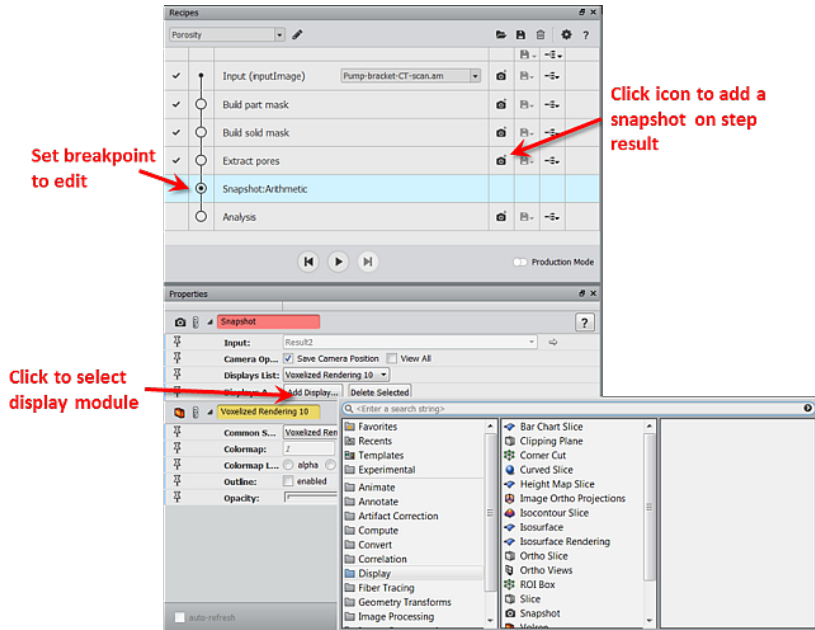 Recipes
Porosity
?
Input (inputImage)
Pump-bracket-CT-scan.am
Build part mask
Build sold mask
Extract pores
Snapshot:Arithmetic
Analysis
Production Mode
Click icon to add a
snapshot on step
result
Set breakpoint
to edit
Properties
Snapshot
?
Input:
Result2
Camera Op...
Save Camera Position
View All
Displays List:
Voxelized Rendering 10
Add Display...
Delete Selected
Click to select
display module
Voxelized Rendering 10
Common S...
Voxelized Ren
Colormap:
Colormap L...
alpha
Outline:
enabled
Opacity:
auto-refresh
<Enter a search string>
Favorites
Recents
Templates
Experimental
Animate
Annotate
Artifact Correction
Compute
Convert
Correlation
Display
Fiber Tracing
Geometry Transforms
Image Processing
Bar Chart Slice
Clipping Plane
Corner Cut
Curved Slice
Height Map Slice
Image Ortho Projections
Isocontour Slice
Isosurface
Isosurface Rendering
Ortho Slice
Ortho Views
ROI Box
Slice
Snapshot
Volren